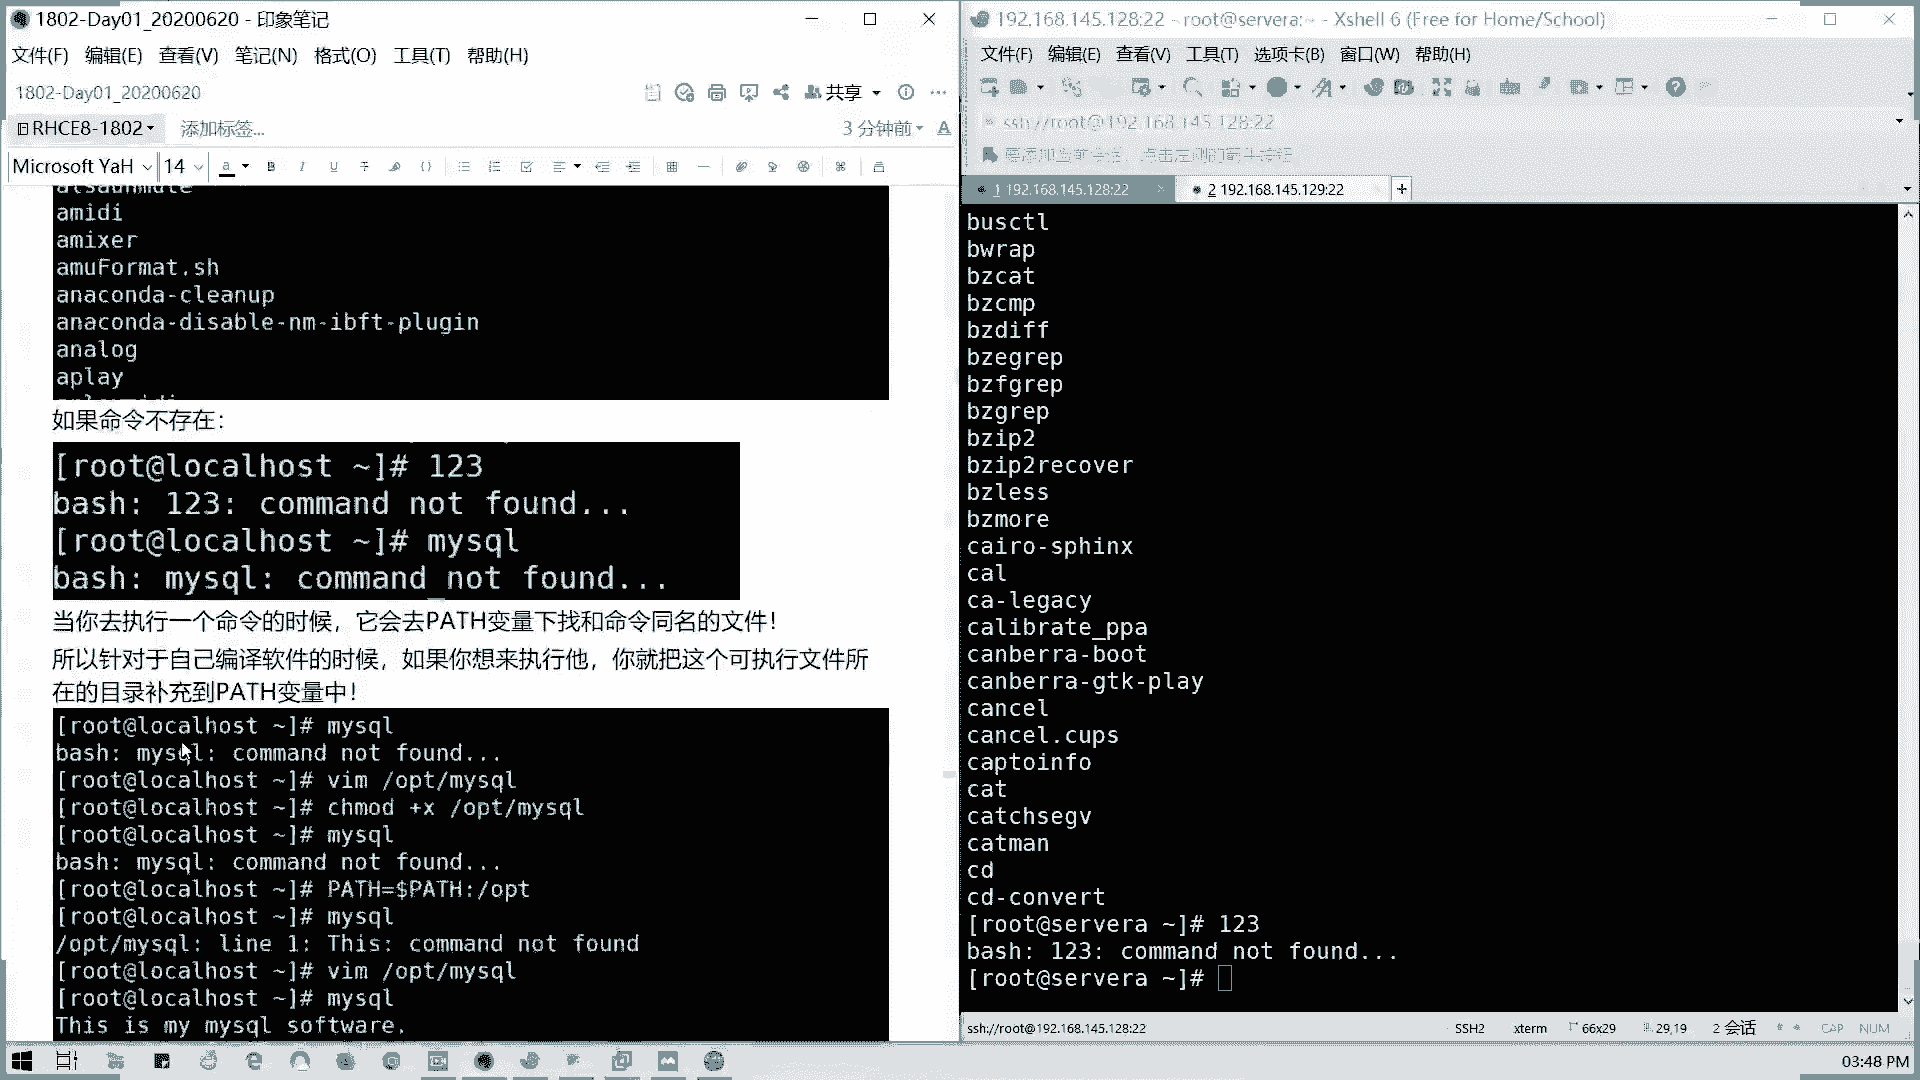 1802-Day01_20200620 - 印象笔记
文件(F) 编辑(E) 查看(V) 笔记(N) 格式(O) 工具(T) 帮助(H)
1802-Day01_20200620
共享
RHCE8-1802
添加标签...
3 分钟前
Microsoft YaH 14
amidi
amixer
amuFormat.sh
anaconda-cleanup
anaconda-disable-nm-ibft-plugin
analog
aplay
如果命令不存在：
[root@localhost ~]# 123
bash: 123: command not found...
[root@localhost ~]# mysql
bash: mysql: command not found...
当你去执行一个命令的时候，它会去PATH变量下找和命令同名的文件！
所以针对于自己编译软件的时候，如果你想来执行他，你就把这个可执行文件所
在的目录补充到PATH变量中！
[root@localhost ~]# mysql
bash: mysql: command not found...
[root@localhost ~]# vim /opt/mysql
[root@localhost ~]# chmod +x /opt/mysql
[root@localhost ~]# mysql
bash: mysql: command not found...
[root@localhost ~]# PATH=$PATH:/opt
[root@localhost ~]# mysql
/opt/mysql: line 1: This: command not found
[root@localhost ~]# vim /opt/mysql
[root@localhost ~]# mysql
This is my mysql software.
192.168.145.128:22 - root@servera:~ - Xshell 6 (Free for Home/School)
文件(F) 编辑(E) 查看(V) 工具(T) 选项卡(B) 窗口(W) 帮助(H)
ssh://root@192.168.145.128:22
要添加当前会话，点击左侧的箭头按钮
1 192.168.145.128:22
2 192.168.145.129:22
busctl
bwrap
bzcat
bzcmp
bzdiff
bzegrep
bzfgrep
bzgrep
bzip2
bzip2recover
bzless
bzmore
cairo-sphinx
cal
ca-legacy
calibrate_ppa
canberra-boot
canberra-gtk-play
cancel
cancel.cups
captoinfo
cat
catchsegv
catman
cd
cd-convert
[root@servera ~]# 123
bash: 123: command not found...
[root@servera ~]#
ssh://root@192.168.145.128:22 SSH2 xterm 66x29 29,19 2 会话 CAP NUM
03:48 PM